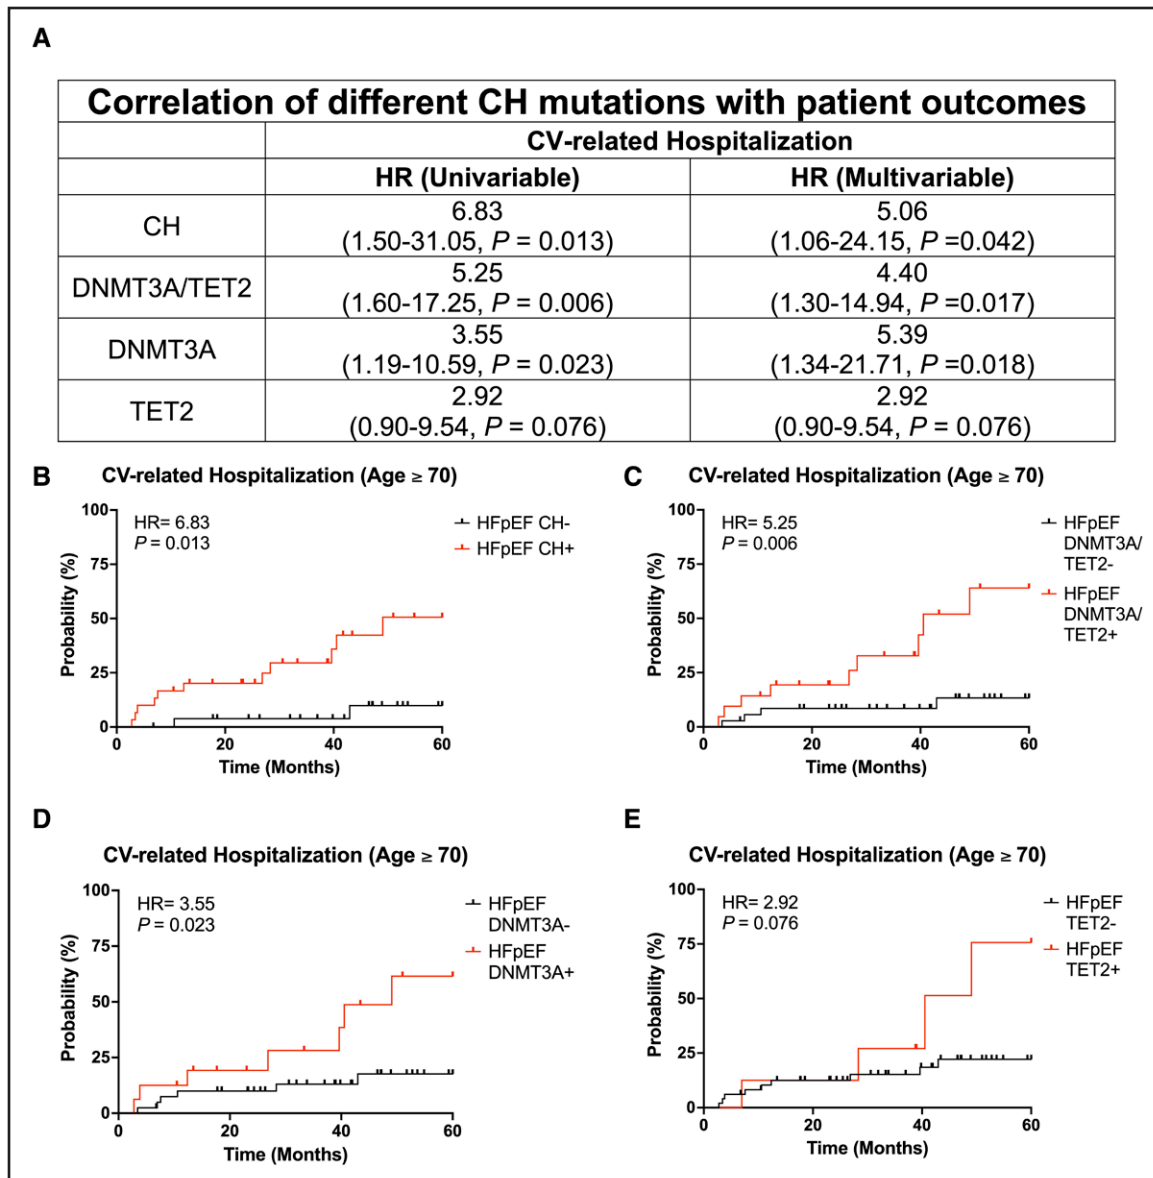 A
Correlation of different CH mutations with patient outcomes
CV-related Hospitalization
HR (Univariable) HR (Multivariable)
CH 6.83 (1.50-31.05, P = 0.013) 5.06 (1.06-24.15, P =0.042)
DNMT3A/TET2 5.25 (1.60-17.25, P = 0.006) 4.40 (1.30-14.94, P =0.017)
DNMT3A 3.55 (1.19-10.59, P = 0.023) 5.39 (1.34-21.71, P =0.018)
TET2 2.92 (0.90-9.54, P = 0.076) 2.92 (0.90-9.54, P = 0.076)
B
CV-related Hospitalization (Age ≥ 70)
HR= 6.83
P = 0.013
HFpEF CH-
HFpEF CH+
Probability (%)
100
75
50
25
0
0 20 40 60
Time (Months)
C
CV-related Hospitalization (Age ≥ 70)
HR= 5.25
P = 0.006
HFpEF
DNMT3A/
TET2-
HFpEF
DNMT3A/
TET2+
Probability (%)
100
75
50
25
0
0 20 40 60
Time (Months)
D
CV-related Hospitalization (Age ≥ 70)
HR= 3.55
P = 0.023
HFpEF
DNMT3A-
HFpEF
DNMT3A+
Probability (%)
100
75
50
25
0
0 20 40 60
Time (Months)
E
CV-related Hospitalization (Age ≥ 70)
HR= 2.92
P = 0.076
HFpEF
TET2-
HFpEF
TET2+
Probability (%)
100
75
50
25
0
0 20 40 60
Time (Months)